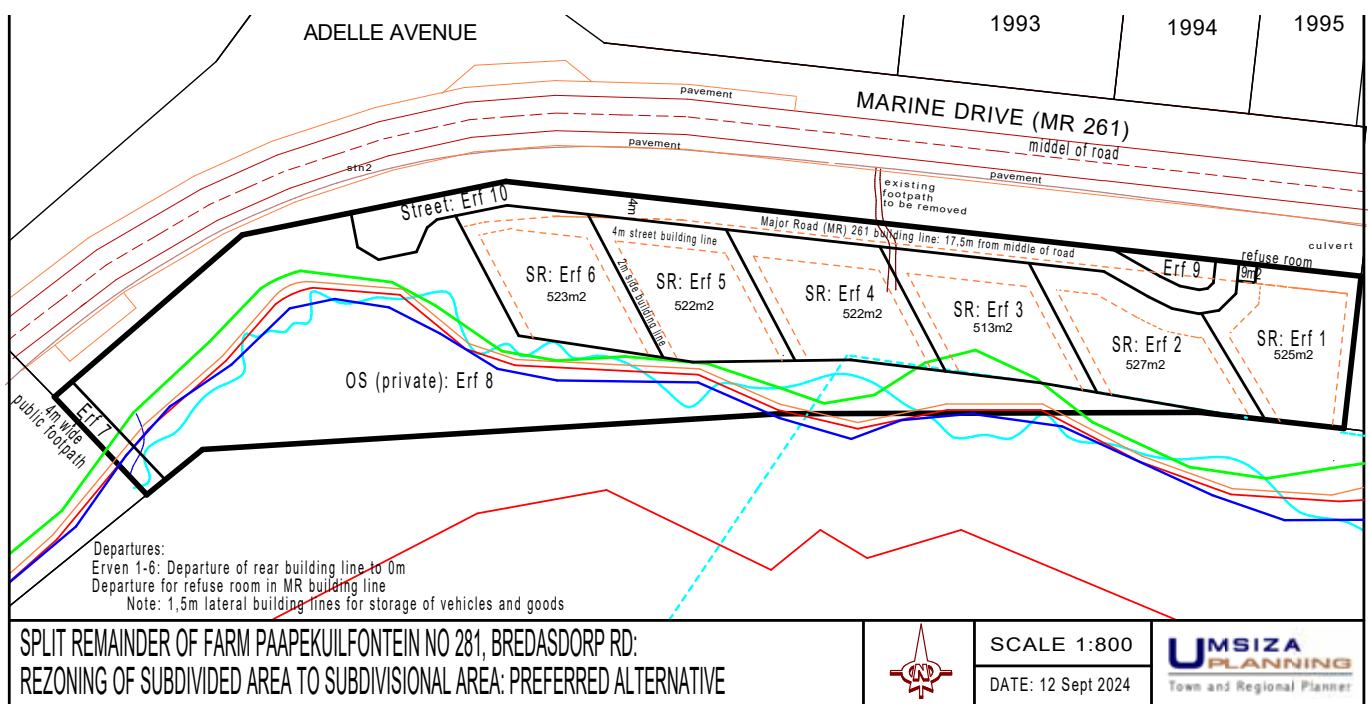 ADELLE AVENUE
1993
1994
1995
pavement
MARINE DRIVE (MR 261)
middel of road
pavement
stn2
pavement
existing
footpath
to be removed
Street: Erf 10
4m
Major Road (MR) 261 building line: 17,5m from middle of road
4m street building line
culvert
refuse room
9m2
Erf 9
SR: Erf 6
523m2
2m side building line
SR: Erf 5
522m2
SR: Erf 4
522m2
SR: Erf 3
513m2
SR: Erf 2
527m2
SR: Erf 1
525m2
OS (private): Erf 8
Erf 7
4m wide
public footpath
Departures:
Erven 1-6: Departure of rear building line to 0m
Departure for refuse room in MR building line
Note: 1,5m lateral building lines for storage of vehicles and goods
SPLIT REMAINDER OF FARM PAAPEKUILFONTEIN NO 281, BREDASDORP RD:
REZONING OF SUBDIVIDED AREA TO SUBDIVISIONAL AREA: PREFERRED ALTERNATIVE
N
SCALE 1:800
DATE: 12 Sept 2024
UMSIZA
PLANNING
Town and Regional Planner